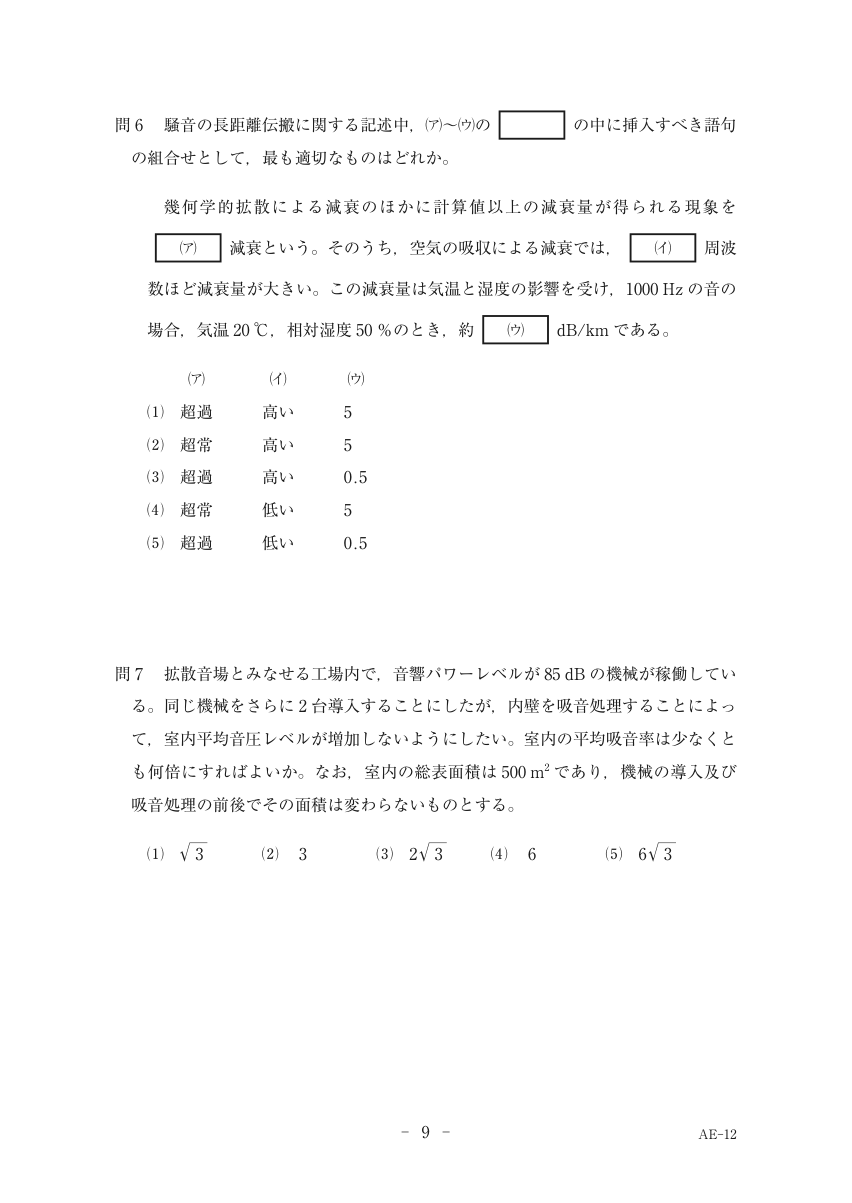 問6 騒音の長距離伝搬に関する記述中，㋐～㋒の の中に挿入すべき語句
の組合せとして，最も適切なものはどれか。
幾何学的拡散による減衰のほかに計算値以上の減衰量が得られる現象を
(ア) 減衰という。そのうち，空気の吸収による減衰では， (イ) 周波
数ほど減衰量が大きい。この減衰量は気温と湿度の影響を受け，1000 Hz の音の
場合，気温 20 ℃，相対湿度 50 %のとき，約 (ウ) dB/km である。
(ア) (イ) (ウ)
(1) 超過 高い 5
(2) 超常 高い 5
(3) 超過 高い 0.5
(4) 超常 低い 5
(5) 超過 低い 0.5
問7 拡散音場とみなせる工場内で，音響パワーレベルが 85 dB の機械が稼働してい
る。同じ機械をさらに 2 台導入することにしたが，内壁を吸音処理することによっ
て，室内平均音圧レベルが増加しないようにしたい。室内の平均吸音率は少なくと
も何倍にすればよいか。なお，室内の総表面積は 500 m² であり，機械の導入及び
吸音処理の前後でその面積は変わらないものとする。
(1) √3 (2) 3 (3) 2√3 (4) 6 (5) 6√3
- 9 -
AE-12